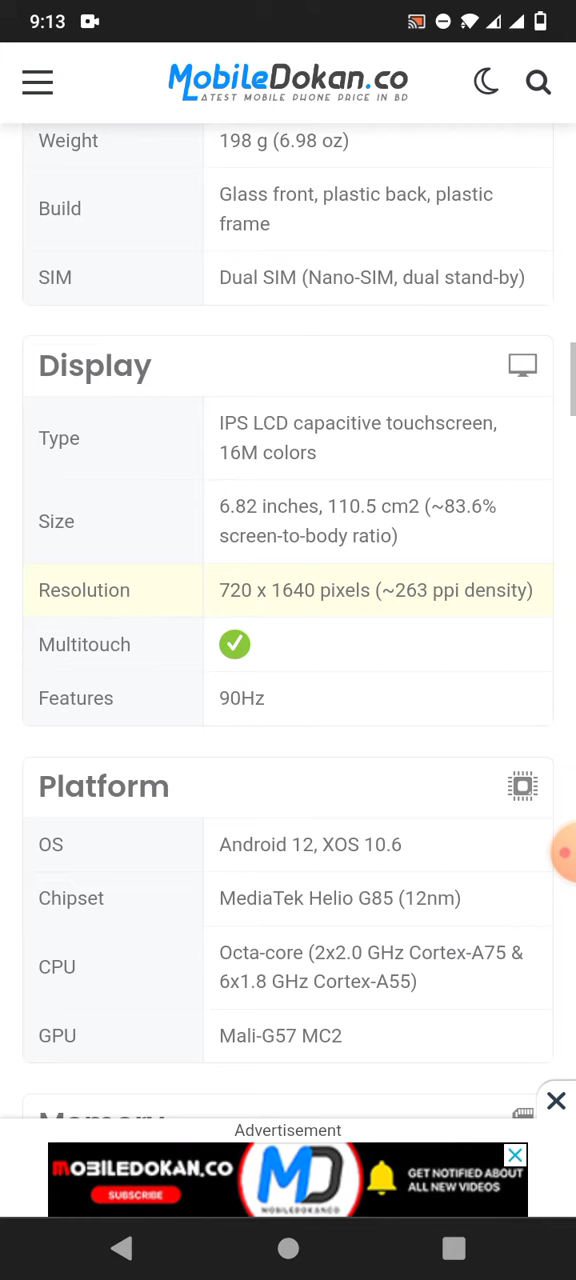 9:13
MobileDokan.co
LATEST MOBILE PHONE PRICE IN BD
Weight
198 g (6.98 oz)
Build
Glass front, plastic back, plastic
frame
SIM
Dual SIM (Nano-SIM, dual stand-by)
Display
Type
IPS LCD capacitive touchscreen,
16M colors
Size
6.82 inches, 110.5 cm2 (~83.6%
screen-to-body ratio)
Resolution
720 x 1640 pixels (~263 ppi density)
Multitouch
Features
90Hz
Platform
OS
Android 12, XOS 10.6
Chipset
MediaTek Helio G85 (12nm)
CPU
Octa-core (2x2.0 GHz Cortex-A75 &
6x1.8 GHz Cortex-A55)
GPU
Mali-G57 MC2
Memory
Advertisement
MOBILEDOKAN.CO
SUBSCRIBE
MD
MOBILEDOKANCO
GET NOTIFIED ABOUT
ALL NEW VIDEOS